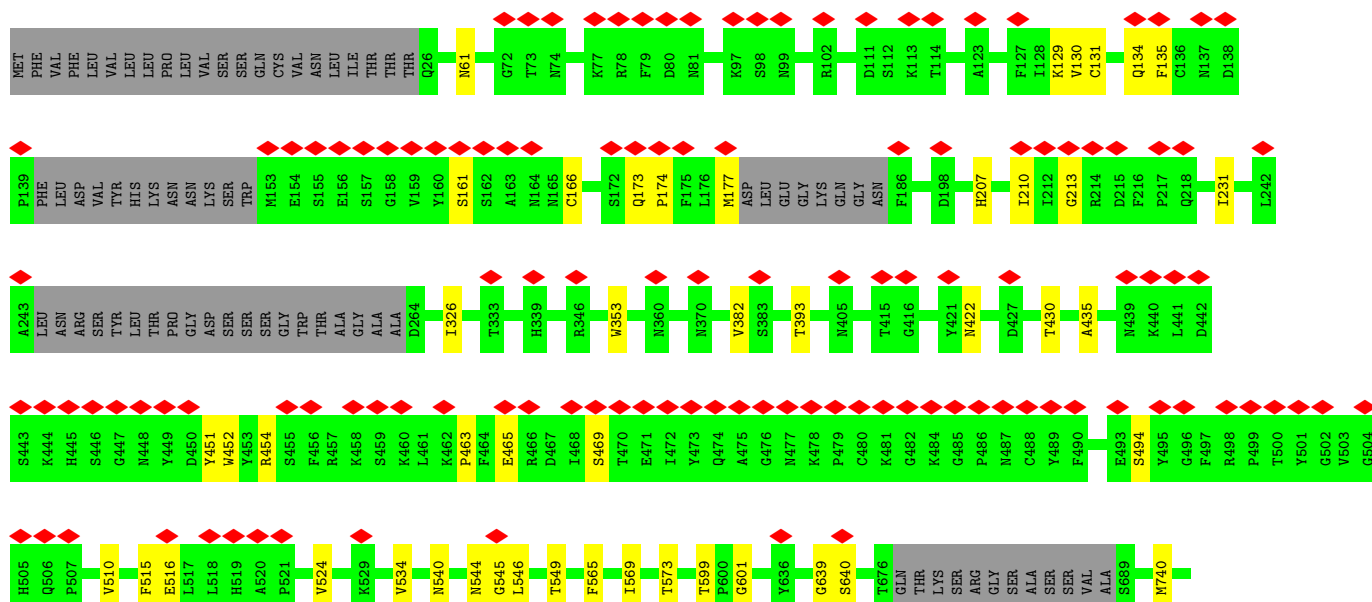 MET PHE VAL PHE LEU VAL LEU LEU PRO LEU VAL SER SER GLN CYS VAL ASN LEU ILE THR THR THR Q26 N61 G72 T73 N74 K77 R78 F79 D80 N81 K97 S98 N99 R102 D111 S112 K113 T114 A123 F127 I128 K129 V130 C131 Q134 F135 C136 N137 D138
P139 PHE LEU ASP VAL TYR HIS LYS ASN ASN LYS SER TRP M153 E154 S155 E156 S157 G158 V159 Y160 S161 S162 A163 N164 N165 C166 S172 Q173 P174 F175 L176 M177 ASP LEU GLU GLY LYS GLN GLY ASN F186 D198 H207 I210 I212 G213 R214 D215 F216 P217 Q218 I231 L242
A243 LEU ASN ARG SER TYR LEU THR PRO GLY ASP SER SER SER GLY TRP THR ALA GLY ALA ALA D264 I326 T333 H339 R346 W353 N360 N370 V382 S383 T393 N405 T415 G416 Y421 N422 D427 T430 A435 N439 K440 L441 D442
S443 K444 H445 S446 G447 N448 Y449 D450 Y451 W452 Y453 R454 S455 F456 R457 K458 S459 K460 L461 K462 P463 F464 E465 R466 D467 I468 S469 T470 E471 I472 Y473 Q474 A475 G476 N477 K478 P479 C480 K481 G482 K484 G485 P486 N487 C488 Y489 F490 E493 S494 Y495 G496 F497 R498 P499 T500 Y501 G502 V503 G504
H505 Q506 P507 V510 F515 E516 L517 L518 H519 A520 P521 V524 K529 V534 N540 N544 G545 L546 T549 F565 I569 T573 T599 P600 G601 Y636 G639 S640 T676 GLN THR LYS SER ARG GLY SER ALA SER SER VAL ALA S689 M740